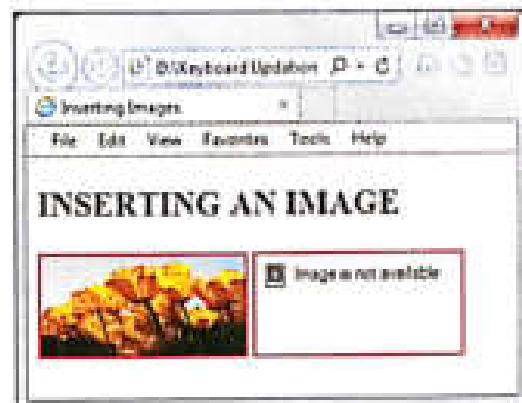 D:\Keyboard Updation
Inserting Images
File Edit View Favorites Tools Help
INSERTING AN IMAGE
Image is not available